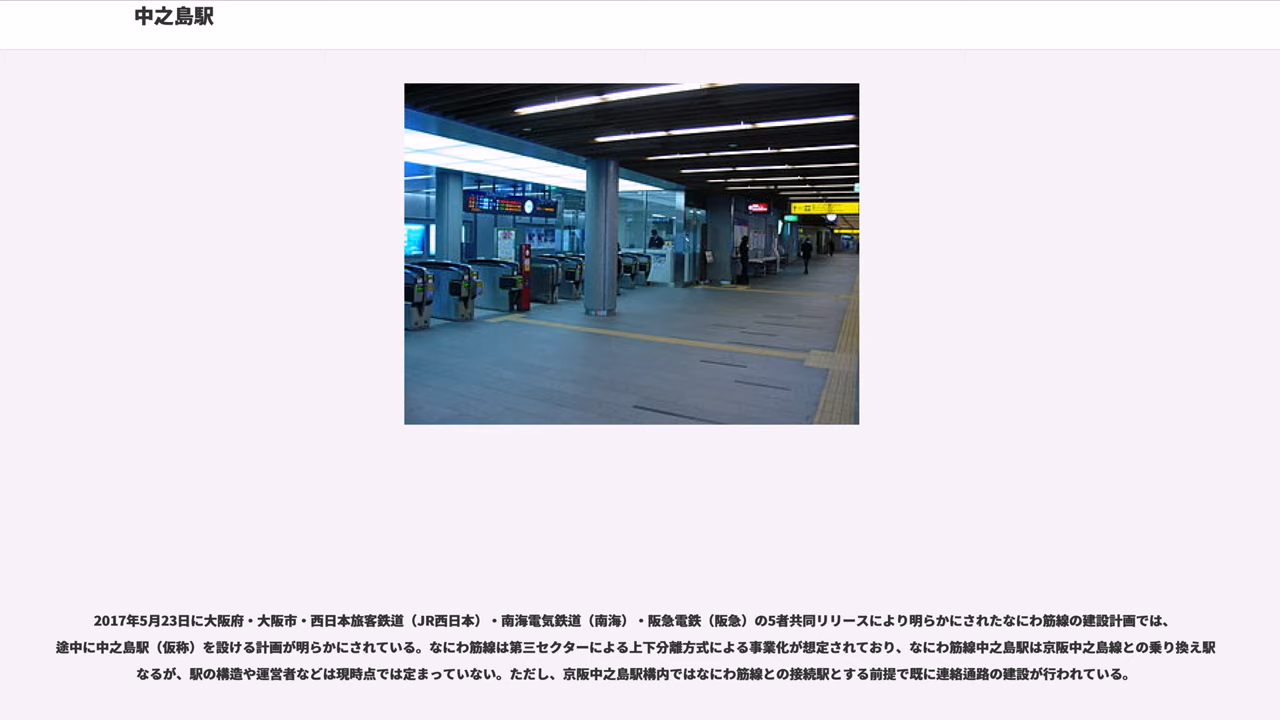 中之島駅
2017年5月23日に大阪府・大阪市・西日本旅客鉄道（JR西日本）・南海電気鉄道（南海）・阪急電鉄（阪急）の5者共同リリースにより明らかにされたなにわ筋線の建設計画では、
途中に中之島駅（仮称）を設ける計画が明らかにされている。なにわ筋線は第三セクターによる上下分離方式による事業化が想定されており、なにわ筋線中之島駅は京阪中之島線との乗り換え駅
なるが、駅の構造や運営者などは現時点では定まっていない。ただし、京阪中之島駅構内ではなにわ筋線との接続駅とする前提で既に連絡通路の建設が行われている。